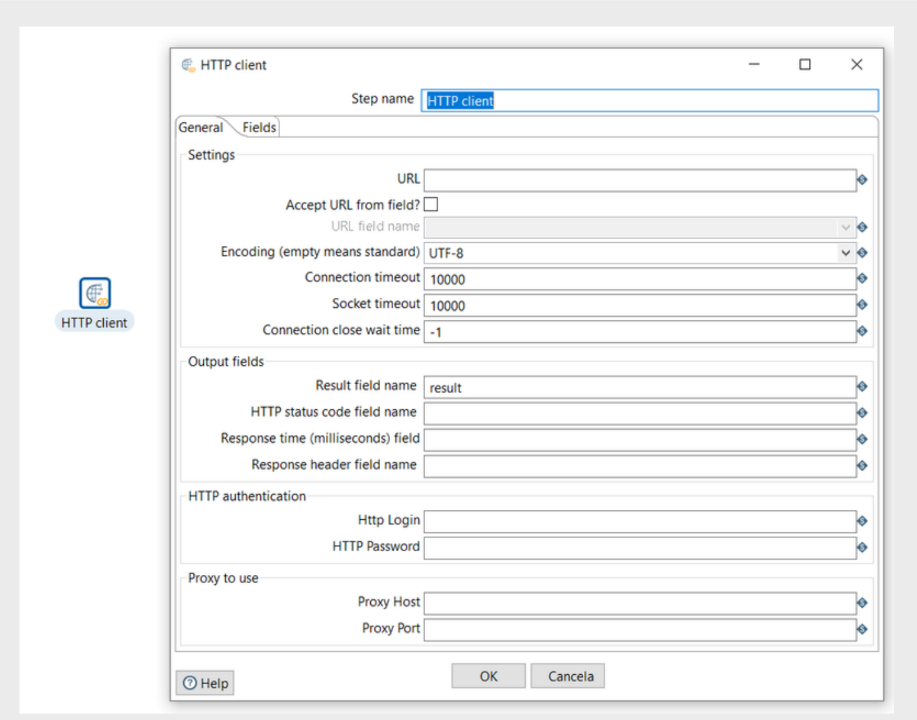 HTTP client
Step name HTTP client
General Fields
Settings
URL
Accept URL from field?
URL field name
Encoding (empty means standard) UTF-8
Connection timeout 10000
Socket timeout 10000
Connection close wait time -1
Output fields
Result field name result
HTTP status code field name
Response time (milliseconds) field
Response header field name
HTTP authentication
Http Login
HTTP Password
Proxy to use
Proxy Host
Proxy Port
Help OK Cancela
HTTP client